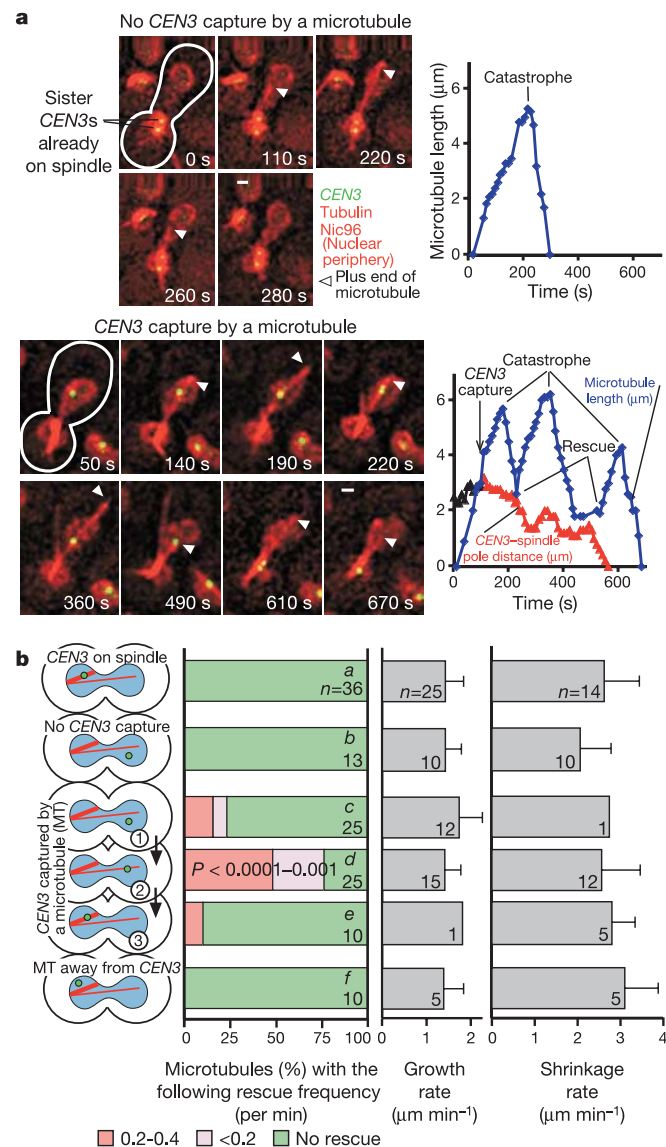 a
No CEN3 capture by a microtubule
Sister
CEN3s
already
on spindle
0 s
110 s
220 s
260 s
280 s
CEN3
Tubulin
Nic96
(Nuclear
periphery)
Plus end of
microtubule
Microtubule length (μm)
6
4
2
0
Catastrophe
0
200
400
600
Time (s)
CEN3 capture by a microtubule
50 s
140 s
190 s
220 s
360 s
490 s
610 s
670 s
CEN3
capture
Catastrophe
Microtubule
length (μm)
Rescue
CEN3–spindle
pole distance (μm)
6
4
2
0
0
200
400
600
Time (s)
b
CEN3 on spindle
No CEN3 capture
CEN3 captured by
a microtubule (MT)
1
2
3
MT away from CEN3
a
n=36
n=25
n=14
b
13
10
10
c
25
12
1
P < 0.0001–0.001
d
25
15
12
e
10
1
5
f
10
5
5
0 25 50 75 100
0 1 2
0 1 2 3 4
Microtubules (%) with the
following rescue frequency
(per min)
Growth
rate
(μm min⁻¹)
Shrinkage
rate
(μm min⁻¹)
0.2-0.4 <0.2 No rescue